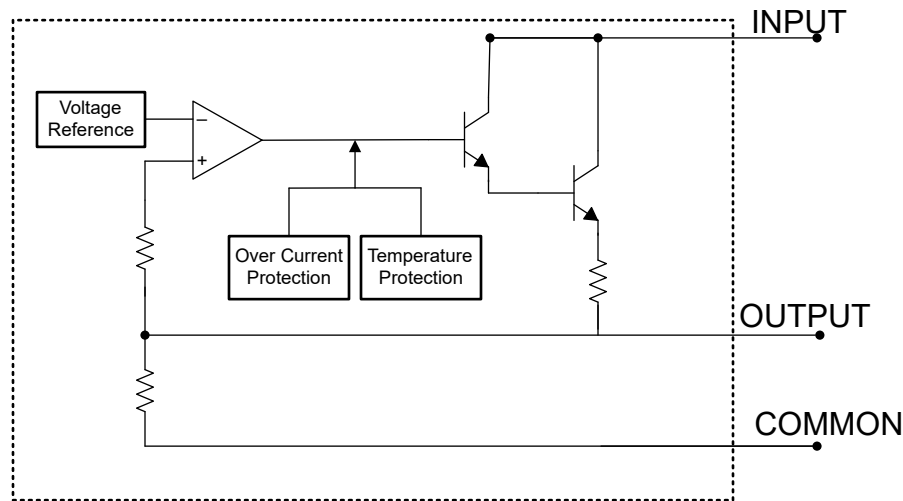 INPUT
Voltage
Reference
−
+
Over Current
Protection
Temperature
Protection
OUTPUT
COMMON